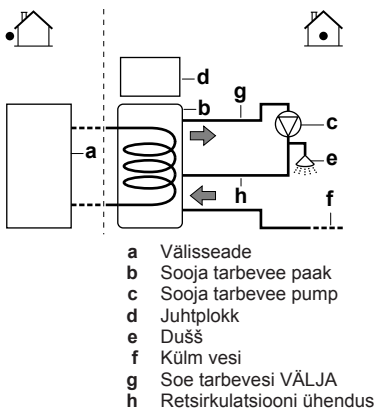 d
b
g
c
a
e
h
f
a Välisseade
b Sooja tarbevee paak
c Sooja tarbevee pump
d Juhtplokk
e Dušš
f Külm vesi
g Soe tarbevesi VÄLJA
h Retsirkulatsiooni ühendus